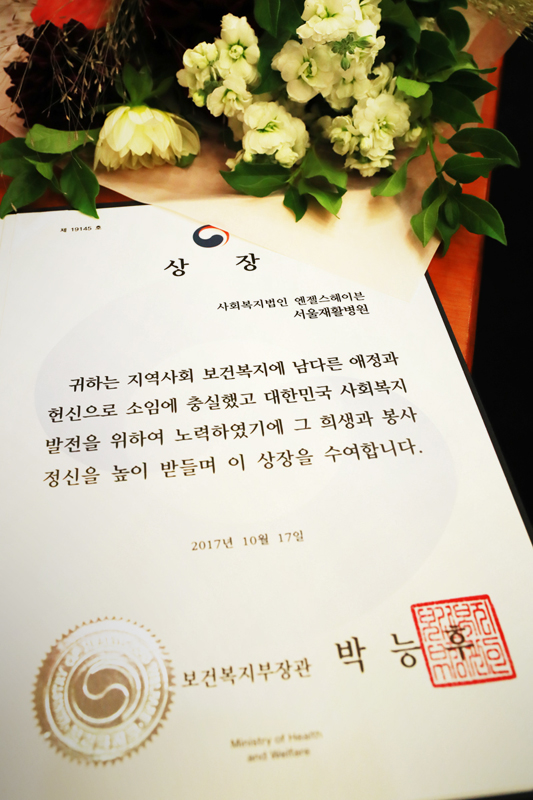 제 19145 호
상 장
사회복지법인 엔젤스헤이븐
서울재활병원
귀하는 지역사회 보건복지에 남다른 애정과
헌신으로 소임에 충실했고 대한민국 사회복지
발전을 위하여 노력하였기에 그 희생과 봉사
정신을 높이 받들며 이 상장을 수여합니다.
2017년 10월 17일
보건복지부장관 박 능 후
Ministry of Health
and Welfare